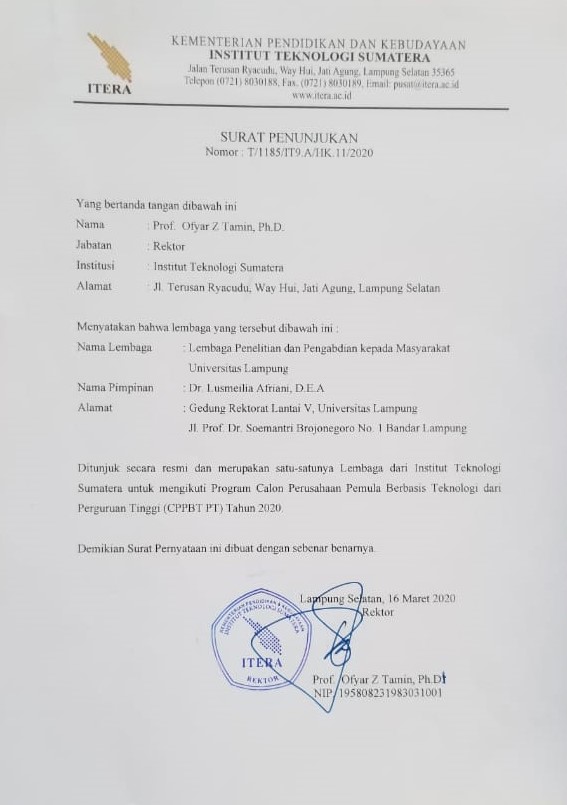 KEMENTERIAN PENDIDIKAN DAN KEBUDAYAAN
INSTITUT TEKNOLOGI SUMATERA
Jalan Terusan Ryacudu, Way Hui, Jati Agung, Lampung Selatan 35365
Telepon (0721) 8030188, Fax. (0721) 8030189, Email: pusat@itera.ac.id
www.itera.ac.id
ITERA
SURAT PENUNJUKAN
Nomor : T/1185/IT9.A/HK.11/2020
Yang bertanda tangan dibawah ini
Nama : Prof. Ofyar Z Tamin, Ph.D.
Jabatan : Rektor
Institusi : Institut Teknologi Sumatera
Alamat : Jl. Terusan Ryacudu, Way Hui, Jati Agung, Lampung Selatan
Menyatakan bahwa lembaga yang tersebut dibawah ini :
Nama Lembaga : Lembaga Penelitian dan Pengabdian kepada Masyarakat
Universitas Lampung
Nama Pimpinan : Dr. Lusmeilia Afriani, D.E.A
Alamat : Gedung Rektorat Lantai V, Universitas Lampung
Jl. Prof. Dr. Soemantri Brojonegoro No. 1 Bandar Lampung
Ditunjuk secara resmi dan merupakan satu-satunya Lembaga dari Institut Teknologi
Sumatera untuk mengikuti Program Calon Perusahaan Pemula Berbasis Teknologi dari
Perguruan Tinggi (CPPBT PT) Tahun 2020.
Demikian Surat Pernyataan ini dibuat dengan sebenar benarnya.
Lampung Selatan, 16 Maret 2020
Rektor
KEMENTERIAN PENDIDIKAN & KEBUDAYAAN
INSTITUT TEKNOLOGI SUMATERA
ITERA
REKTOR
Prof. Ofyar Z Tamin, Ph.D
NIP 195808231983031001